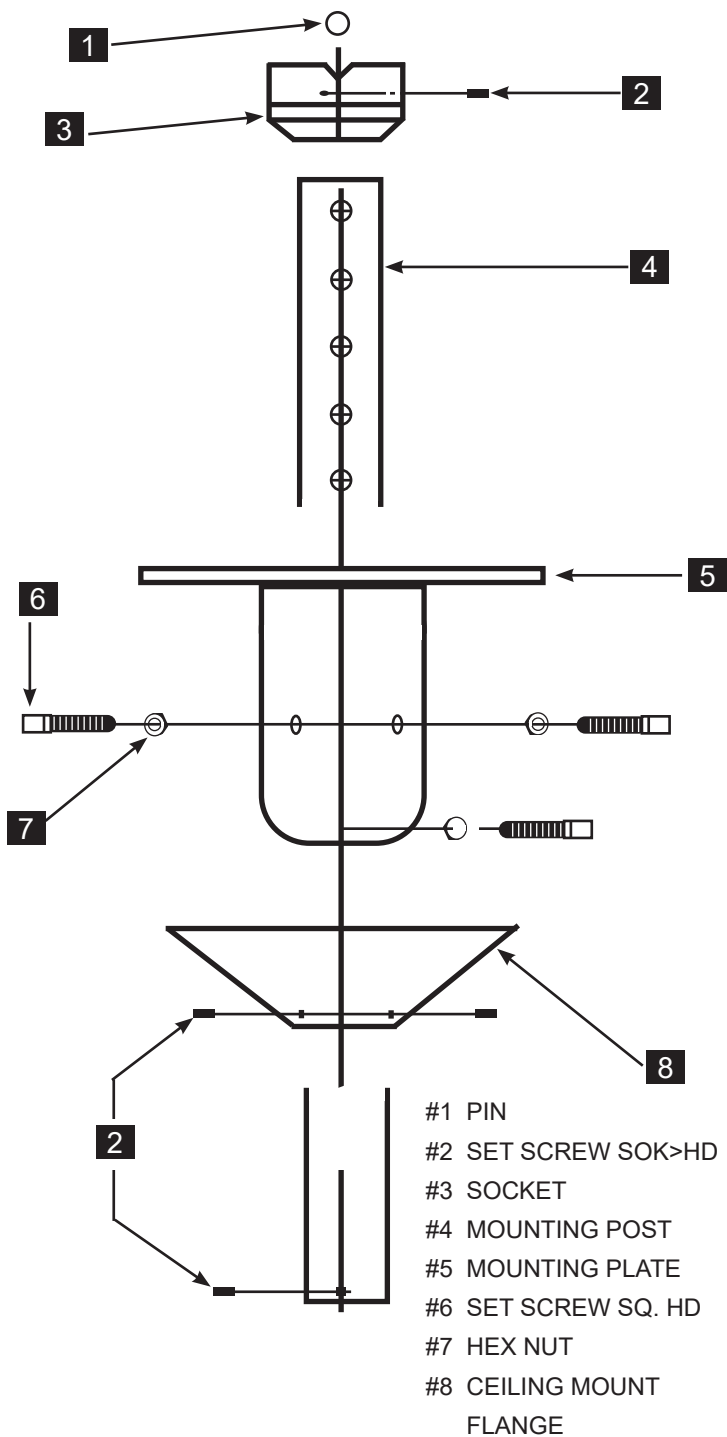 1
2
3
4
5
6
7
8
2
#1 PIN
#2 SET SCREW SOK>HD
#3 SOCKET
#4 MOUNTING POST
#5 MOUNTING PLATE
#6 SET SCREW SQ. HD
#7 HEX NUT
#8 CEILING MOUNT
FLANGE